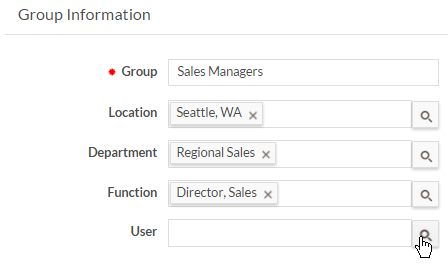 Group Information
* Group Sales Managers
Location Seattle, WA ×
Department Regional Sales ×
Function Director, Sales ×
User